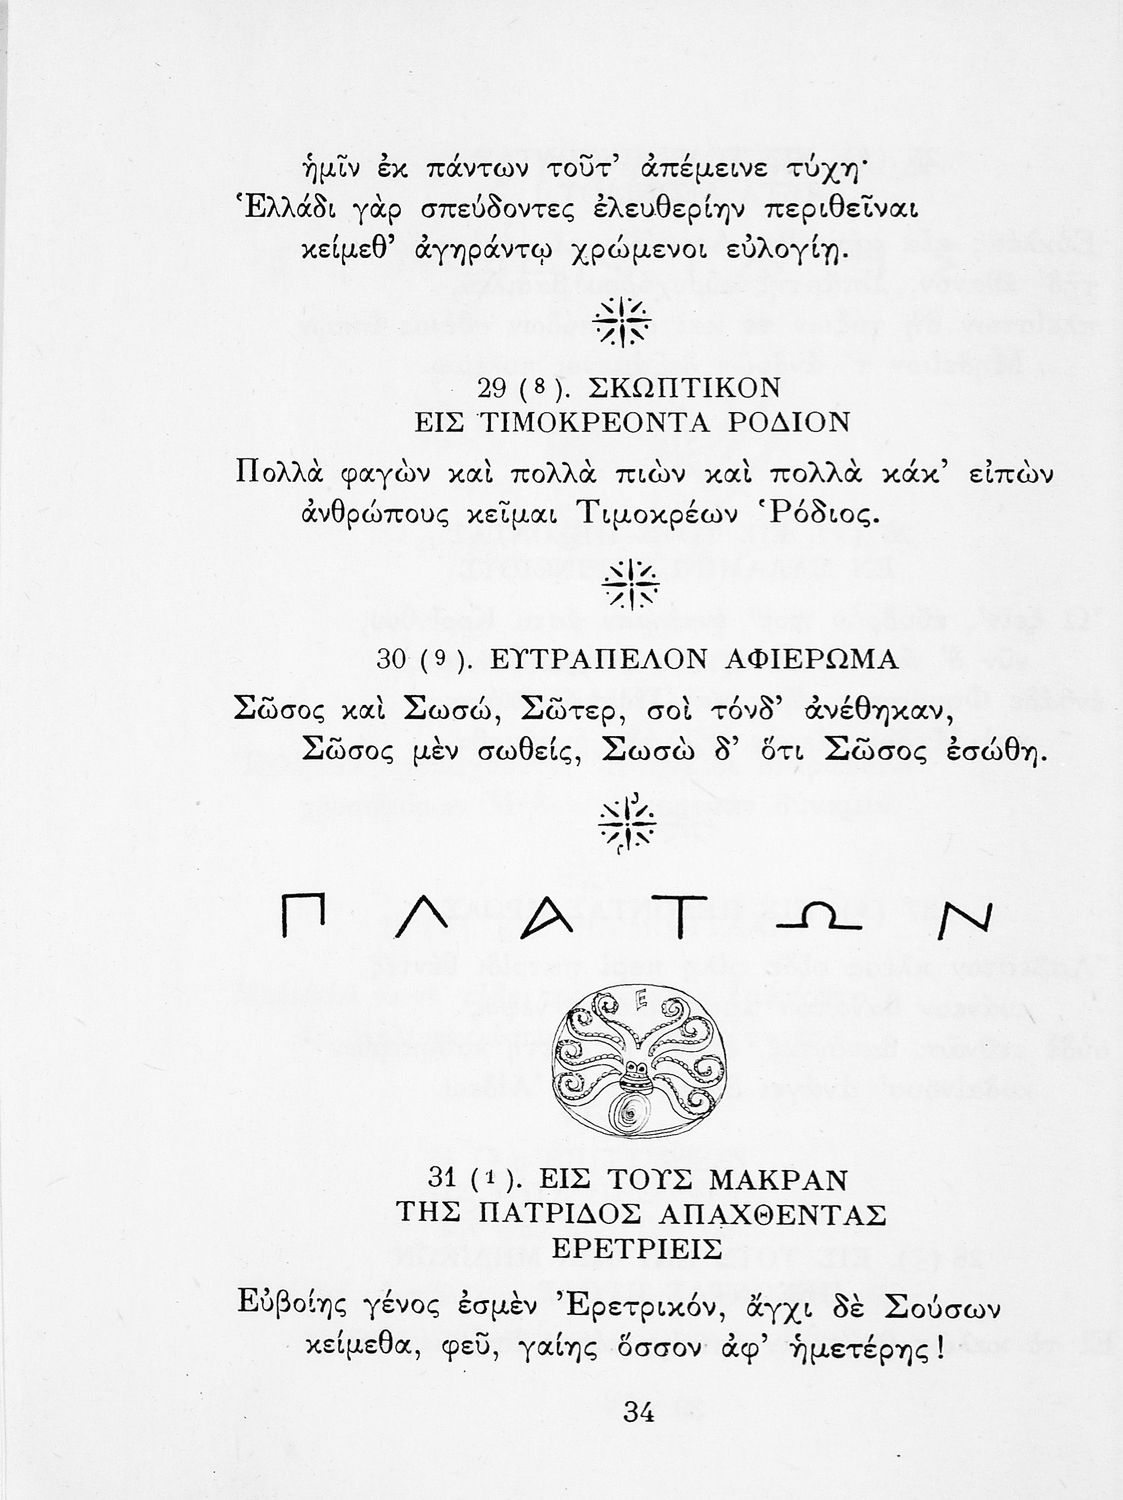 ἡμῖν ἐκ πάντων τοῦτ’ ἀπέμεινε τύχη·
Ἑλλάδι γὰρ σπεύδοντες ἐλευθερίην περιθεῖναι
κείμεθ’ ἀγηράντῳ χρώμενοι εὐλογίῃ.
29 (8). ΣΚΩΠΤΙΚΟΝ
ΕΙΣ ΤΙΜΟΚΡΕΟΝΤΑ ΡΟΔΙΟΝ
Πολλὰ φαγὼν καὶ πολλὰ πιὼν καὶ πολλὰ κάκ’ εἰπὼν
ἀνθρώπους κεῖμαι Τιμοκρέων Ῥόδιος.
30 (9). ΕΥΤΡΑΠΕΛΟΝ ΑΦΙΕΡΩΜΑ
Σῶσος καὶ Σωσώ, Σῶτερ, σοὶ τόνδ’ ἀνέθηκαν,
Σῶσος μὲν σωθείς, Σωσὼ δ’ ὅτι Σῶσος ἐσώθη.
ΠΛΑΤΩΝ
Ε
31 (1). ΕΙΣ ΤΟΥΣ ΜΑΚΡΑΝ
ΤΗΣ ΠΑΤΡΙΔΟΣ ΑΠΑΧΘΕΝΤΑΣ
ΕΡΕΤΡΙΕΙΣ
Εὐβοίης γένος ἐσμὲν Ἐρετρικόν, ἄγχι δὲ Σούσων
κείμεθα, φεῦ, γαίης ὅσσον ἀφ’ ἡμετέρης!
34